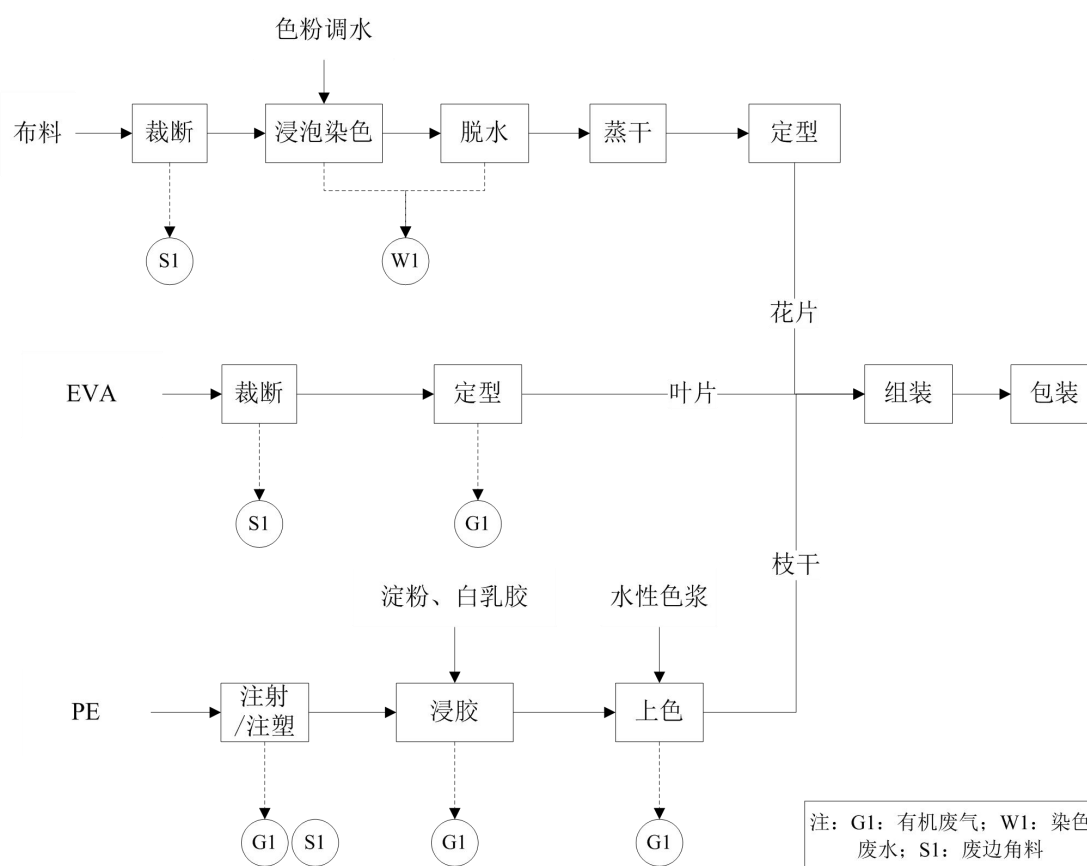 色粉调水
布料
裁断
浸泡染色
脱水
蒸干
定型
S1
W1
花片
EVA
裁断
定型
叶片
组装
包装
S1
G1
枝干
淀粉、白乳胶
水性色浆
PE
注射
/注塑
浸胶
上色
G1
S1
G1
G1
注：G1：有机废气；W1：染色
废水；S1：废边角料